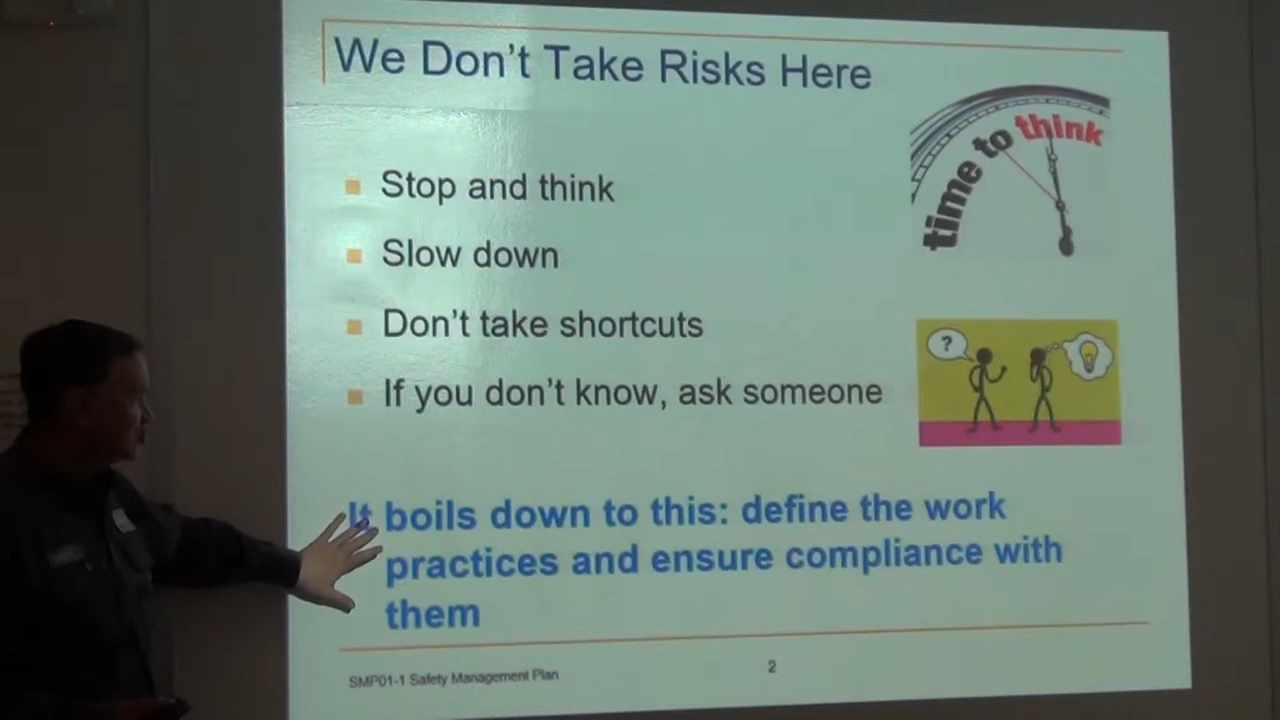 We Don't Take Risks Here
time to think
Stop and think
Slow down
Don't take shortcuts
?
If you don't know, ask someone
It boils down to this: define the work
practices and ensure compliance with
them
SMP01-1 Safety Management Plan
2